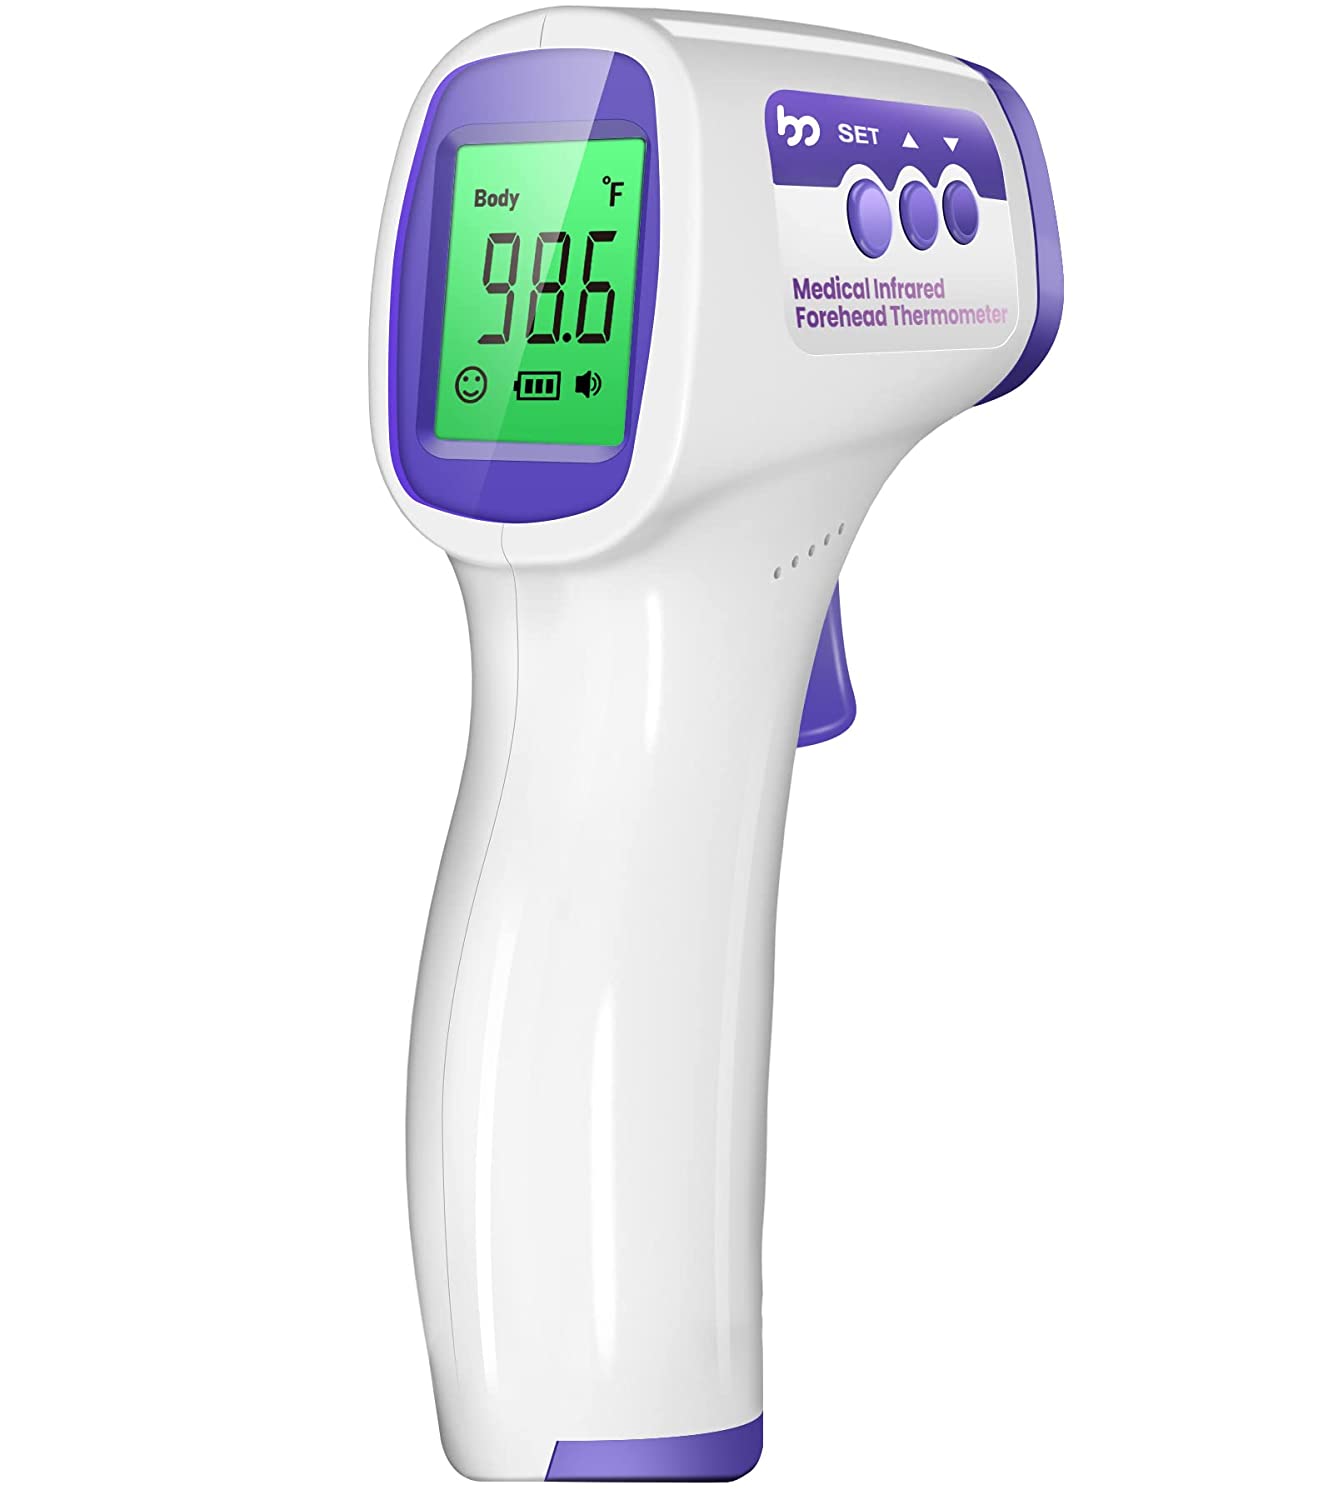 Body °F
98.6
SET ▲ ▼
Medical Infrared
Forehead Thermometer